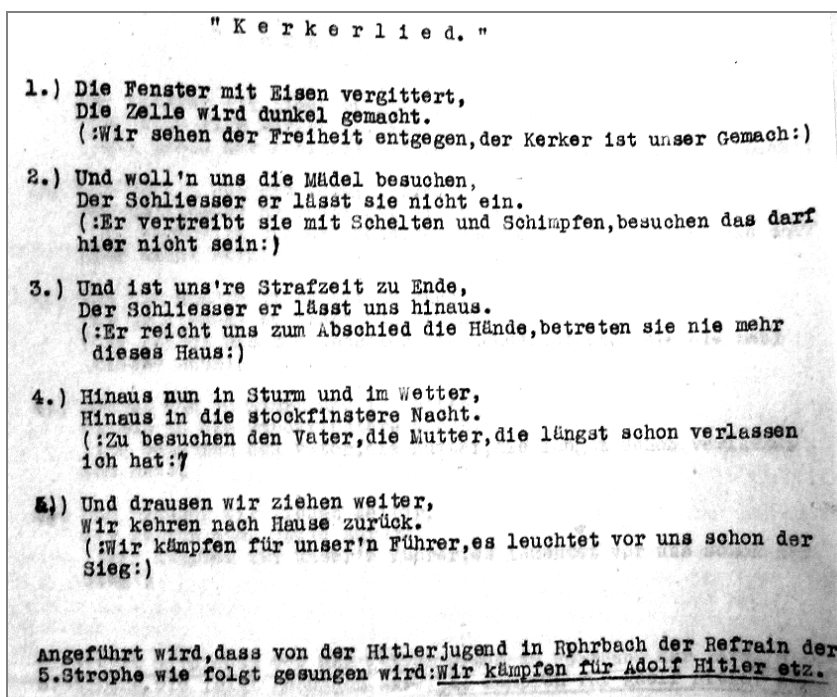 " K e r k e r l i e d. "
1.) Die Fenster mit Eisen vergittert,
Die Zelle wird dunkel gemacht.
(:Wir sehen der Freiheit entgegen,der Kerker ist unser Gemach:)
2.) Und woll'n uns die Mädel besuchen,
Der Schliesser er lässt sie nicht ein.
(:Er vertreibt sie mit Schelten und Schimpfen,besuchen das darf
hier nicht sein:)
3.) Und ist uns're Strafzeit zu Ende,
Der Schliesser er lässt uns hinaus.
(:Er reicht uns zum Abschied die Hände,betreten sie nie mehr
dieses Haus:)
4.) Hinaus nun in Sturm und im Wetter,
Hinaus in die stockfinstere Nacht.
(:Zu besuchen den Vater,die Mutter,die längst schon verlassen
ich hat:)
5.) Und drausen wir ziehen weiter,
Wir kehren nach Hause zurück.
(:Wir kämpfen für unser'n Führer,es leuchtet vor uns schon der
Sieg:)
Angeführt wird,dass von der Hitlerjugend in Rphrbach der Refrain der
5.Strophe wie folgt gesungen wird:Wir kämpfen für Adolf Hitler etz.